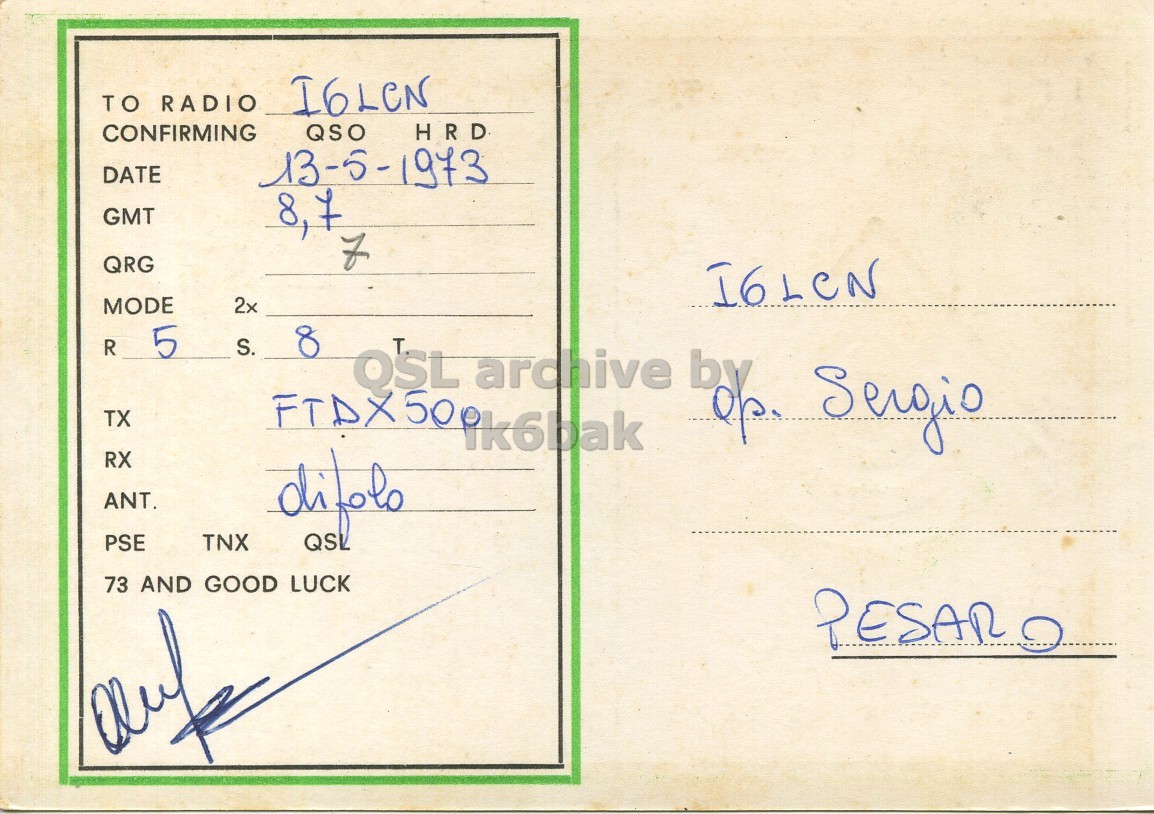 TO RADIO I6LCN
CONFIRMING QSO HRD
DATE 13-5-1973
GMT 8,7
QRG 7
MODE 2x
R 5 S. 8 T.
TX FTDX500
RX
ANT. dipolo
PSE TNX QSL
73 AND GOOD LUCK
I6LCN
op. Sergio
PESARO
QSL archive by
ik6bak